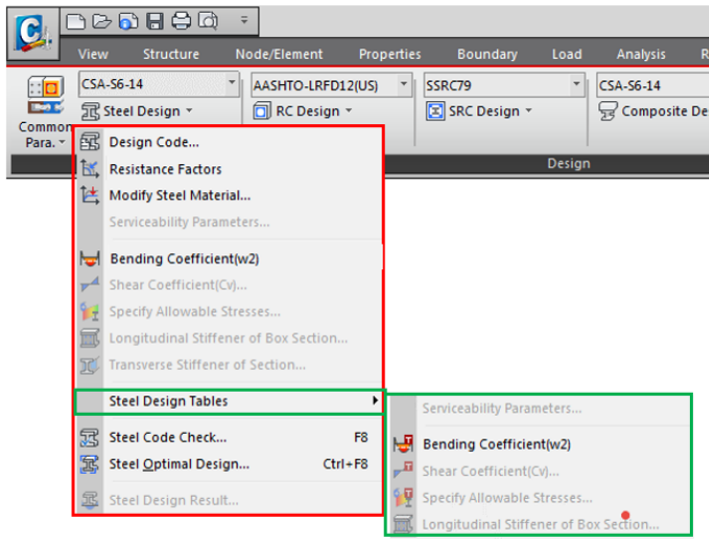 View Structure Node/Element Properties Boundary Load Analysis R
CSA-S6-14 AASHTO-LRFD12(US) SSRC79 CSA-S6-14
Steel Design RC Design SRC Design Composite De
Common
Para.
Design
Design Code...
Resistance Factors
Modify Steel Material...
Serviceability Parameters...
Bending Coefficient(w2)
Shear Coefficient(Cv)...
Specify Allowable Stresses...
Longitudinal Stiffener of Box Section...
Transverse Stiffener of Section...
Steel Design Tables
Steel Code Check... F8
Steel Optimal Design... Ctrl+F8
Steel Design Result...
Serviceability Parameters...
Bending Coefficient(w2)
Shear Coefficient(Cv)...
Specify Allowable Stresses...
Longitudinal Stiffener of Box Section...